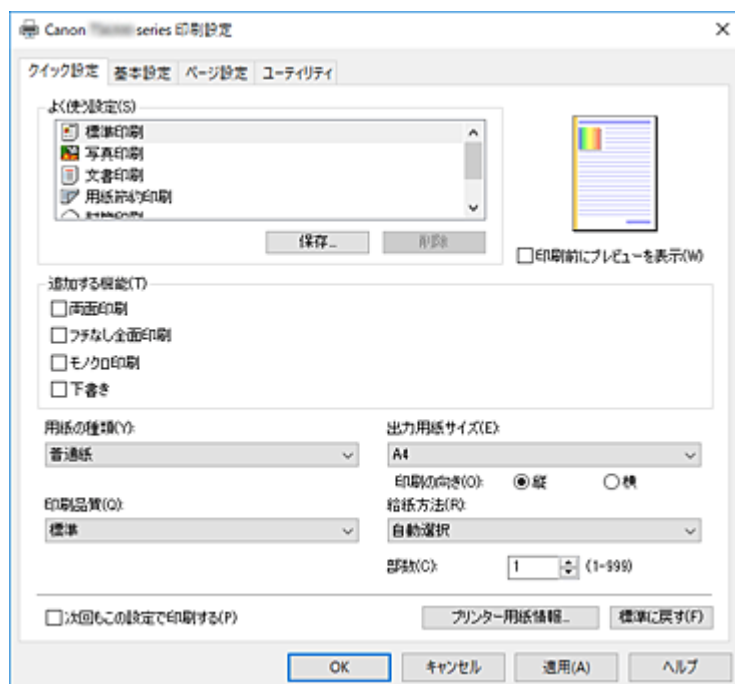 Canon series 印刷設定
クイック設定 基本設定 ページ設定 ユーティリティ
よく使う設定(S)
標準印刷
写真印刷
文書印刷
用紙節約印刷
保存... 削除
印刷前にプレビューを表示(W)
追加する機能(T)
両面印刷
フチなし全面印刷
モノクロ印刷
下書き
用紙の種類(Y):
普通紙
出力用紙サイズ(E):
A4
印刷の向き(O): 縦 横
印刷品質(Q):
標準
給紙方法(R):
自動選択
部数(C): 1 (1-999)
次回もこの設定で印刷する(P)
プリンター用紙情報... 標準に戻す(F)
OK キャンセル 適用(A) ヘルプ